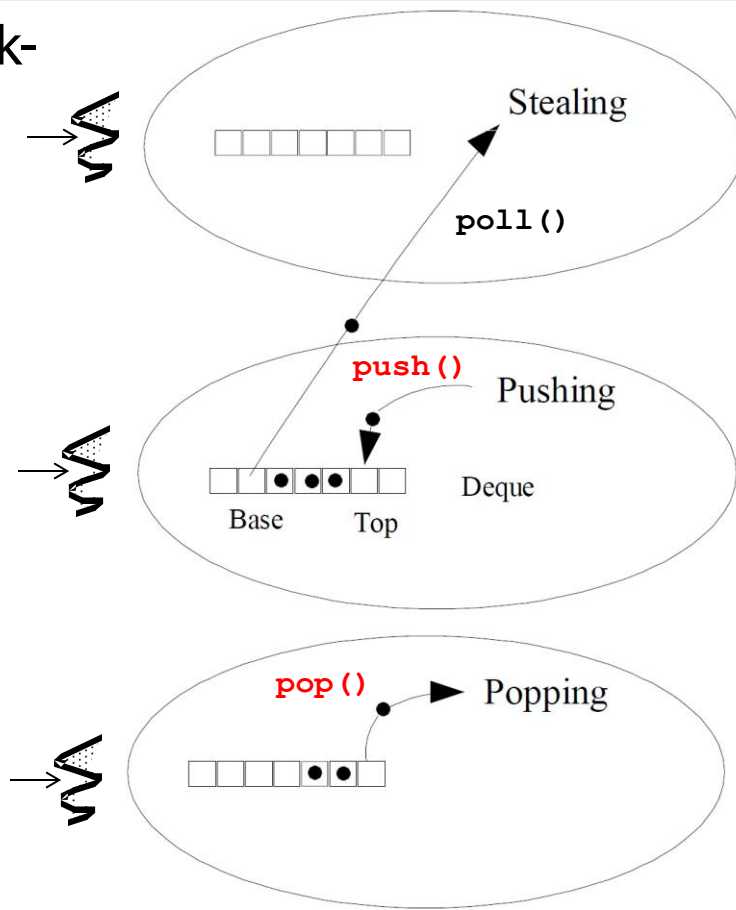 k-
Stealing
poll()
push()
Pushing
Deque
Base Top
pop()
Popping